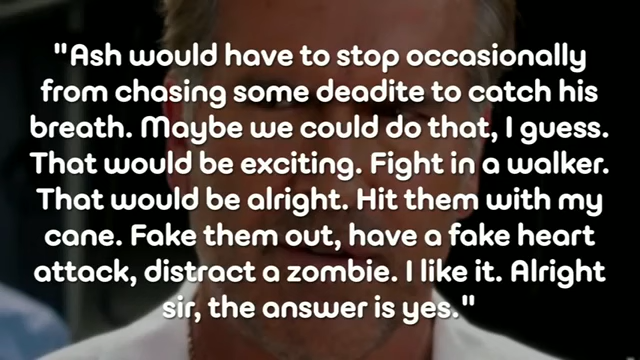 "Ash would have to stop occasionally
from chasing some deadite to catch his
breath. Maybe we could do that, I guess.
That would be exciting. Fight in a walker.
That would be alright. Hit them with my
cane. Fake them out, have a fake heart
attack, distract a zombie. I like it. Alright
sir, the answer is yes."